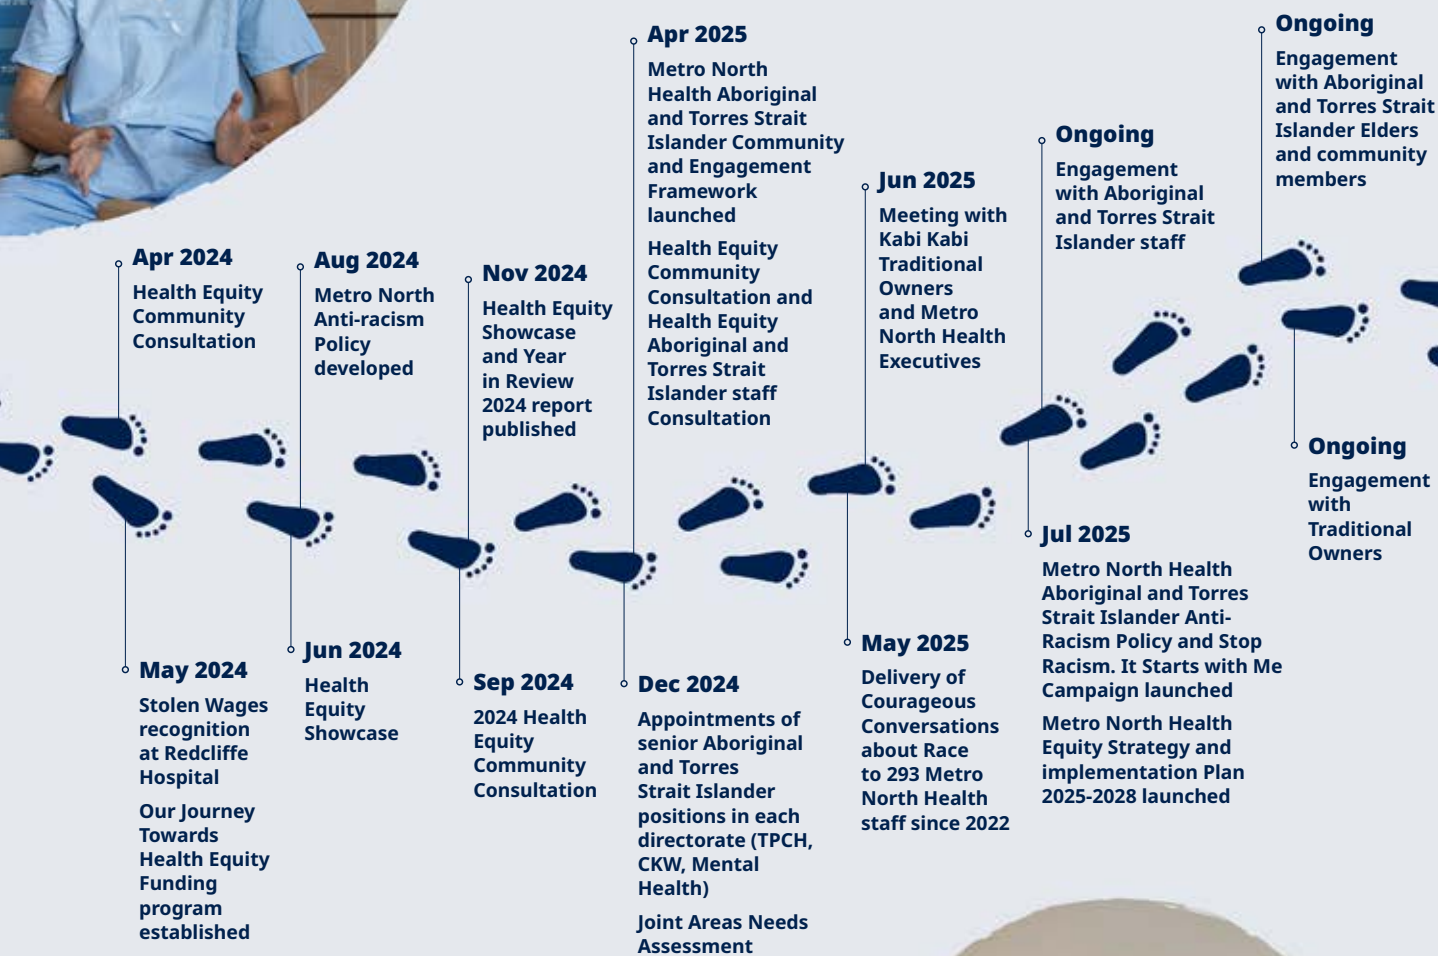 Apr 2024
Health Equity
Community
Consultation
May 2024
Stolen Wages
recognition
at Redcliffe
Hospital
Our Journey
Towards
Health Equity
Funding
program
established
Aug 2024
Metro North
Anti-racism
Policy
developed
Jun 2024
Health
Equity
Showcase
Nov 2024
Health Equity
Showcase
and Year
in Review
2024 report
published
Sep 2024
2024 Health
Equity
Community
Consultation
Apr 2025
Metro North
Health Aboriginal
and Torres Strait
Islander Community
and Engagement
Framework
launched
Health Equity
Community
Consultation and
Health Equity
Aboriginal and
Torres Strait
Islander staff
Consultation
Dec 2024
Appointments of
senior Aboriginal
and Torres
Strait Islander
positions in each
directorate (TPCH,
CKW, Mental
Health)
Joint Areas Needs
Assessment
Jun 2025
Meeting with
Kabi Kabi
Traditional
Owners
and Metro
North Health
Executives
May 2025
Delivery of
Courageous
Conversations
about Race
to 293 Metro
North Health
staff since 2022
Ongoing
Engagement
with Aboriginal
and Torres Strait
Islander staff
Jul 2025
Metro North Health
Aboriginal and Torres
Strait Islander Anti-
Racism Policy and Stop
Racism. It Starts with Me
Campaign launched
Metro North Health
Equity Strategy and
implementation Plan
2025-2028 launched
Ongoing
Engagement
with Aboriginal
and Torres Strait
Islander Elders
and community
members
Ongoing
Engagement
with
Traditional
Owners